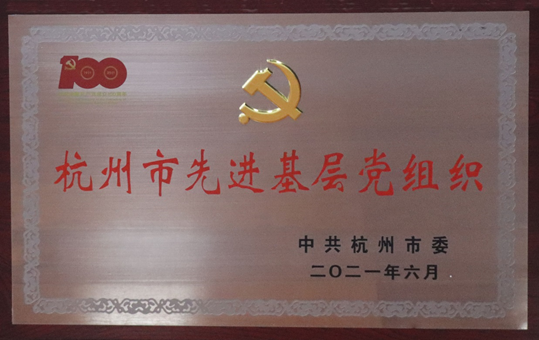 100
杭州市先进基层党组织
中共杭州市委
二〇二一年六月